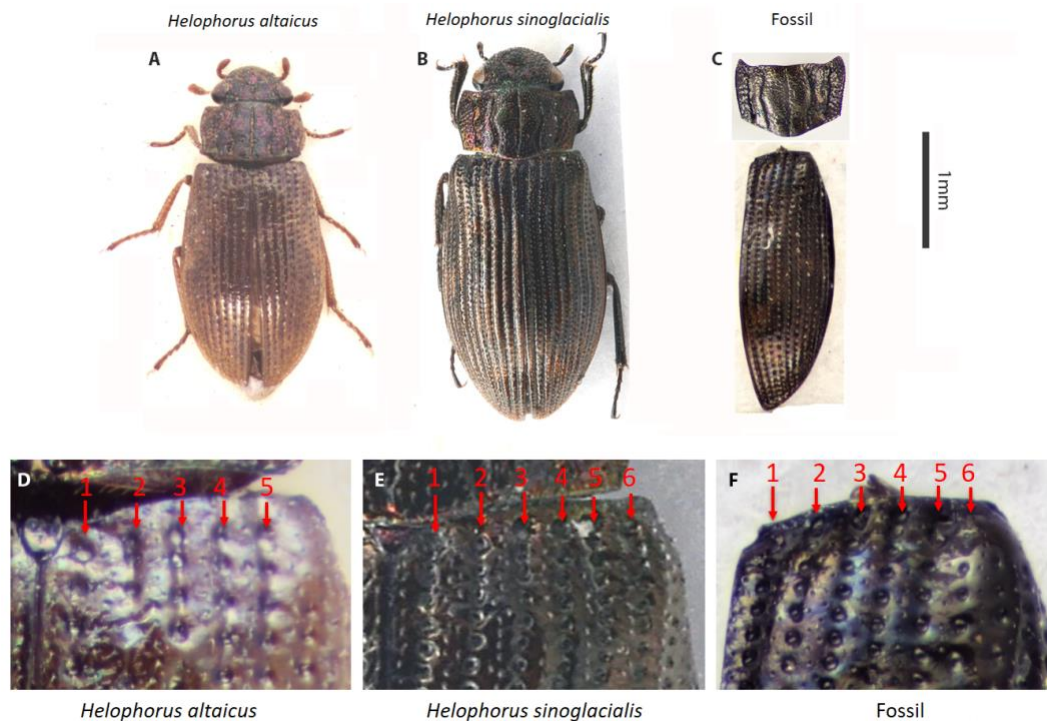 Helophorus altaicus
Helophorus sinoglacialis
Fossil
A
B
C
1mm
D
1 2 3 4 5
E
1 2 3 4 5 6
F
1 2 3 4 5 6
Helophorus altaicus
Helophorus sinoglacialis
Fossil